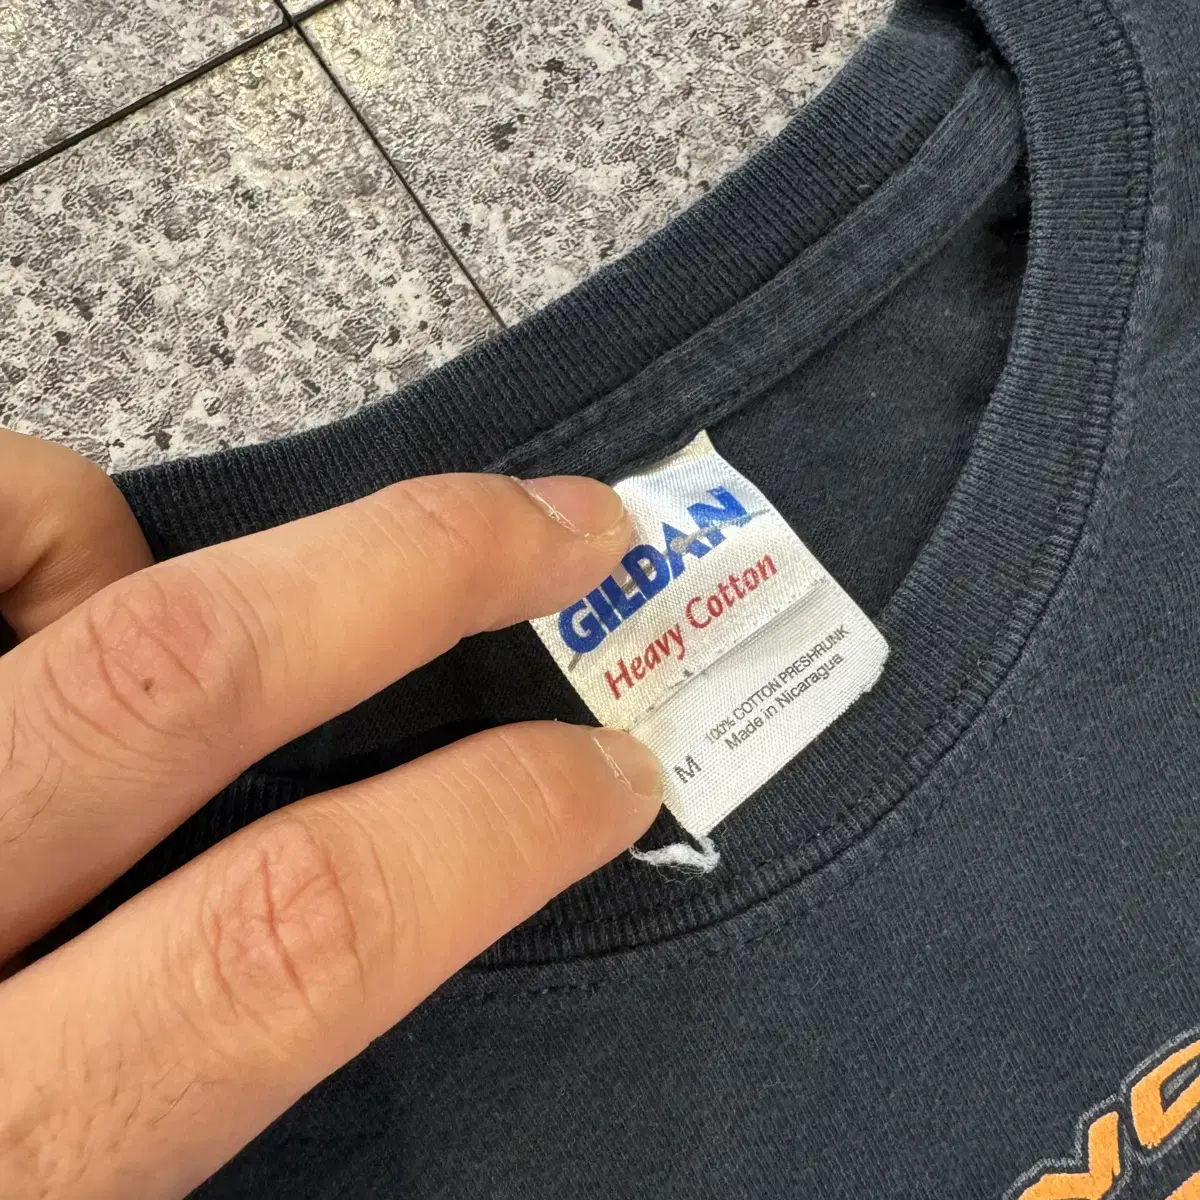 GILDAN
Heavy Cotton
100% COTTON PRESHRUNK
Made in Nicaragua
M